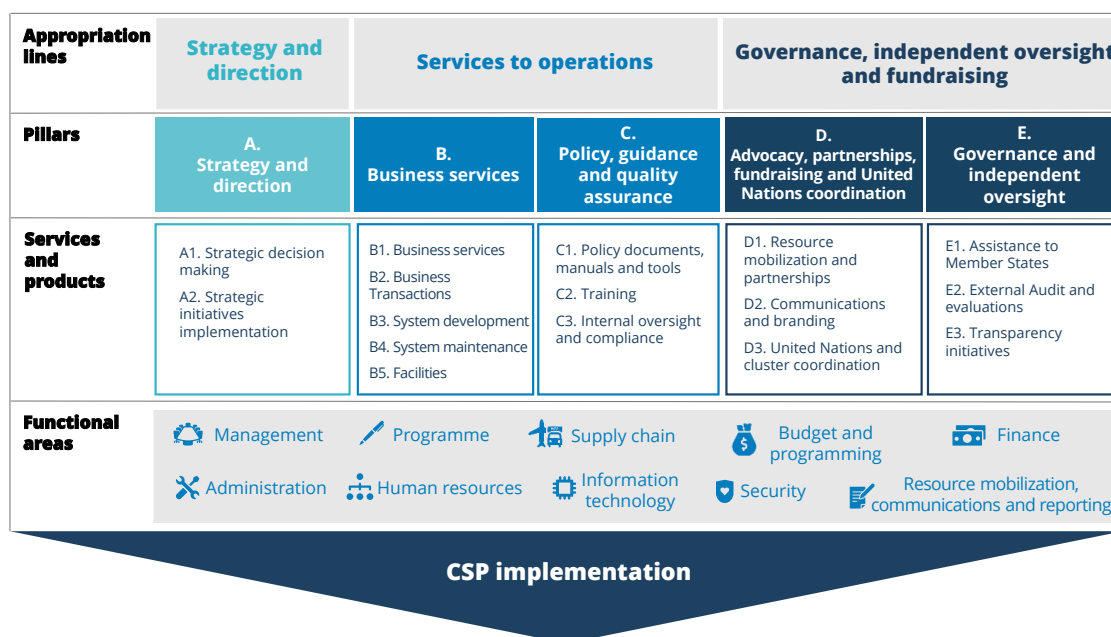 Appropriation
lines
Strategy and
direction
Services to operations
Governance, independent oversight
and fundraising
Pillars
A.
Strategy and
direction
B.
Business services
C.
Policy, guidance
and quality
assurance
D.
Advocacy, partnerships,
fundraising and United
Nations coordination
E.
Governance and
independent
oversight
Services
and
products
A1. Strategic decision
making
A2. Strategic
initiatives
implementation
B1. Business services
B2. Business
Transactions
B3. System development
B4. System maintenance
B5. Facilities
C1. Policy documents,
manuals and tools
C2. Training
C3. Internal oversight
and compliance
D1. Resource
mobilization and
partnerships
D2. Communications
and branding
D3. United Nations and
cluster coordination
E1. Assistance to
Member States
E2. External Audit and
evaluations
E3. Transparency
initiatives
Functional
areas
Management
Programme
Supply chain
Budget and
programming
Finance
Administration
Human resources
Information
technology
Security
Resource mobilization,
communications and reporting
CSP implementation